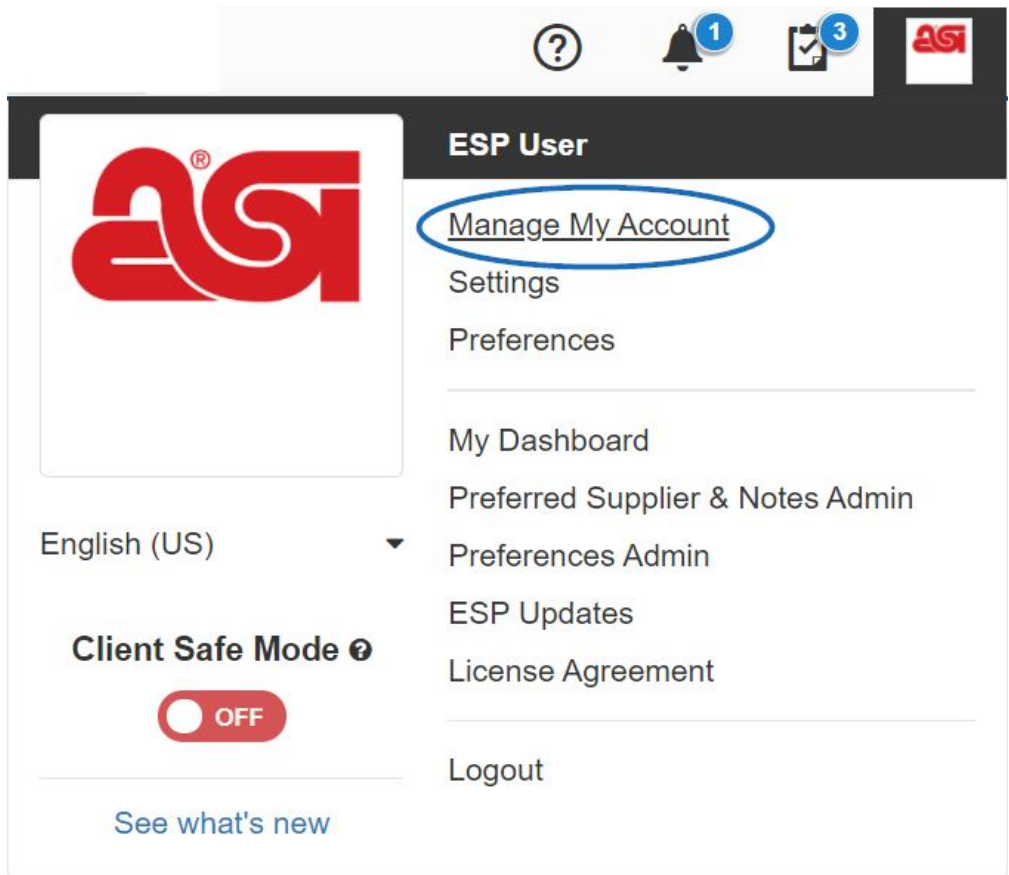 1
3
asi
ESP User
asi®
Manage My Account
Settings
Preferences
My Dashboard
Preferred Supplier & Notes Admin
Preferences Admin
ESP Updates
License Agreement
Logout
English (US)
Client Safe Mode ?
OFF
See what's new